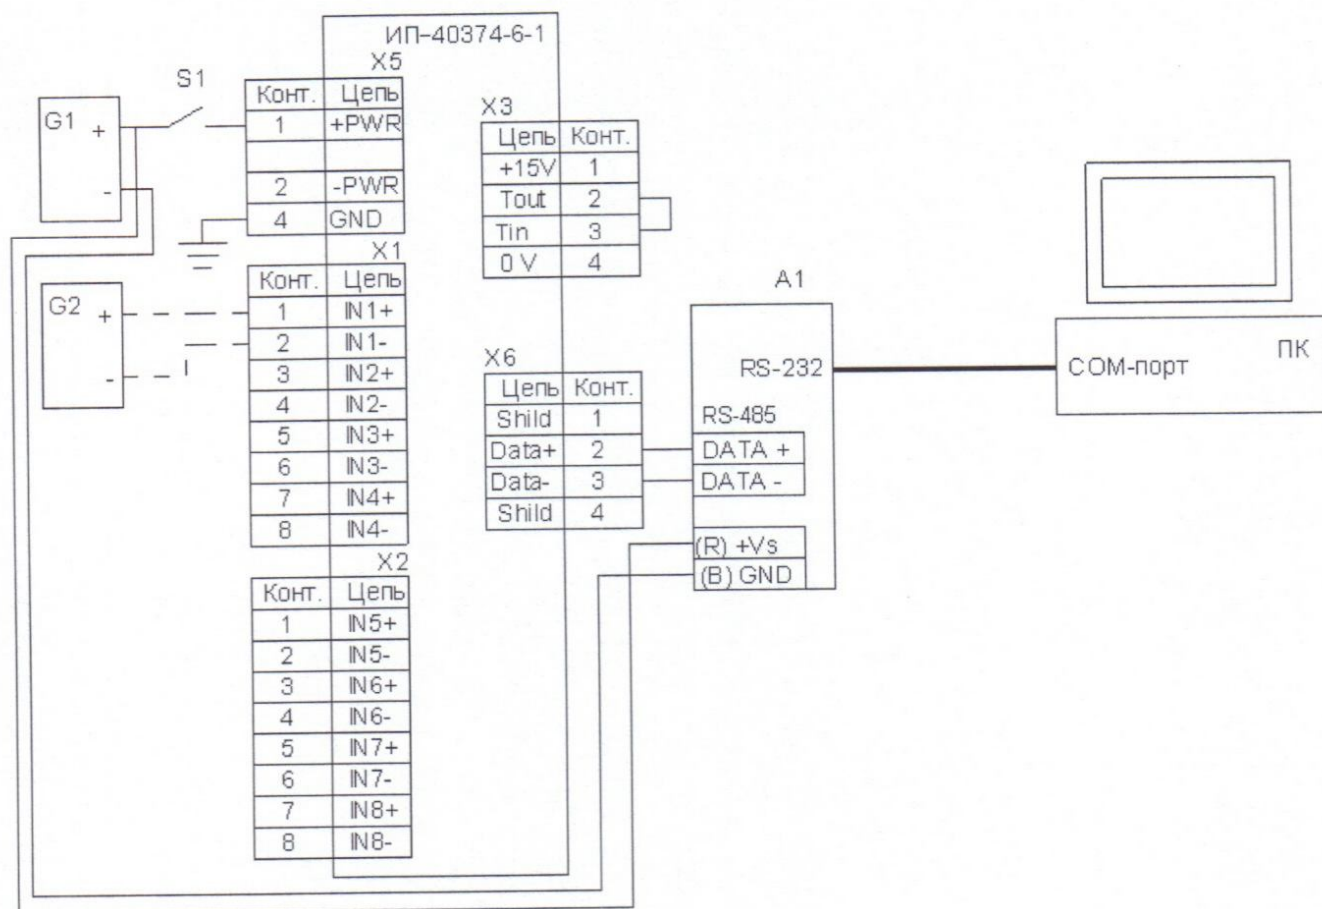 ИП-40374-6-1
X5
Конт. Цепь
1 +PWR
2 -PWR
4 GND
S1
G1 +
-
X1
Конт. Цепь
1 IN1+
2 IN1-
3 IN2+
4 IN2-
5 IN3+
6 IN3-
7 IN4+
8 IN4-
G2 +
-
X2
Конт. Цепь
1 IN5+
2 IN5-
3 IN6+
4 IN6-
5 IN7+
6 IN7-
7 IN8+
8 IN8-
X3
Цепь Конт.
+15V 1
Tout 2
Tin 3
0 V 4
X6
Цепь Конт.
Shild 1
Data+ 2
Data- 3
Shild 4
A1
RS-232
RS-485
DATA +
DATA -
(R) +Vs
(B) GND
ПК
COM-порт